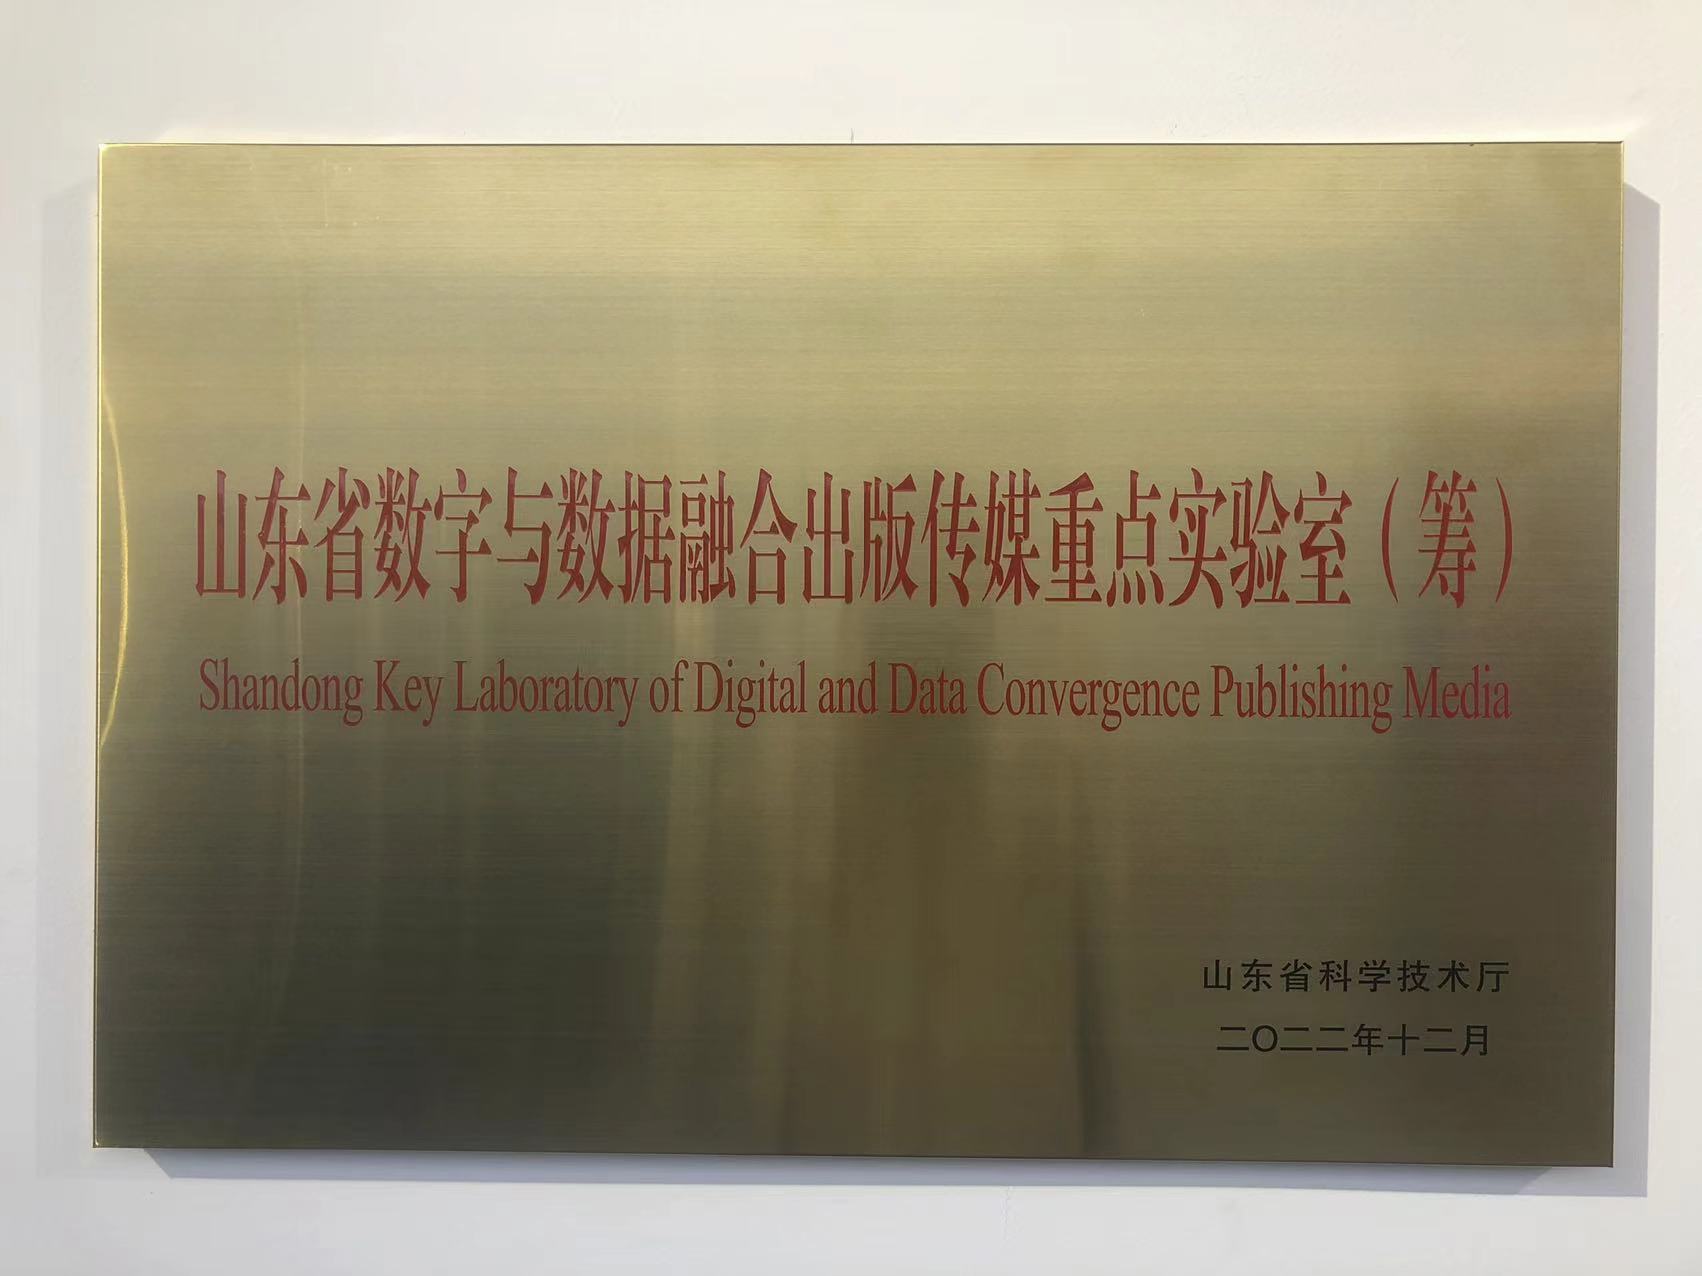 山东省数字与数据融合出版传媒重点实验室（筹）
Shandong Key Laboratory of Digital and Data Convergence Publishing Media
山东省科学技术厅
二〇二二年十二月